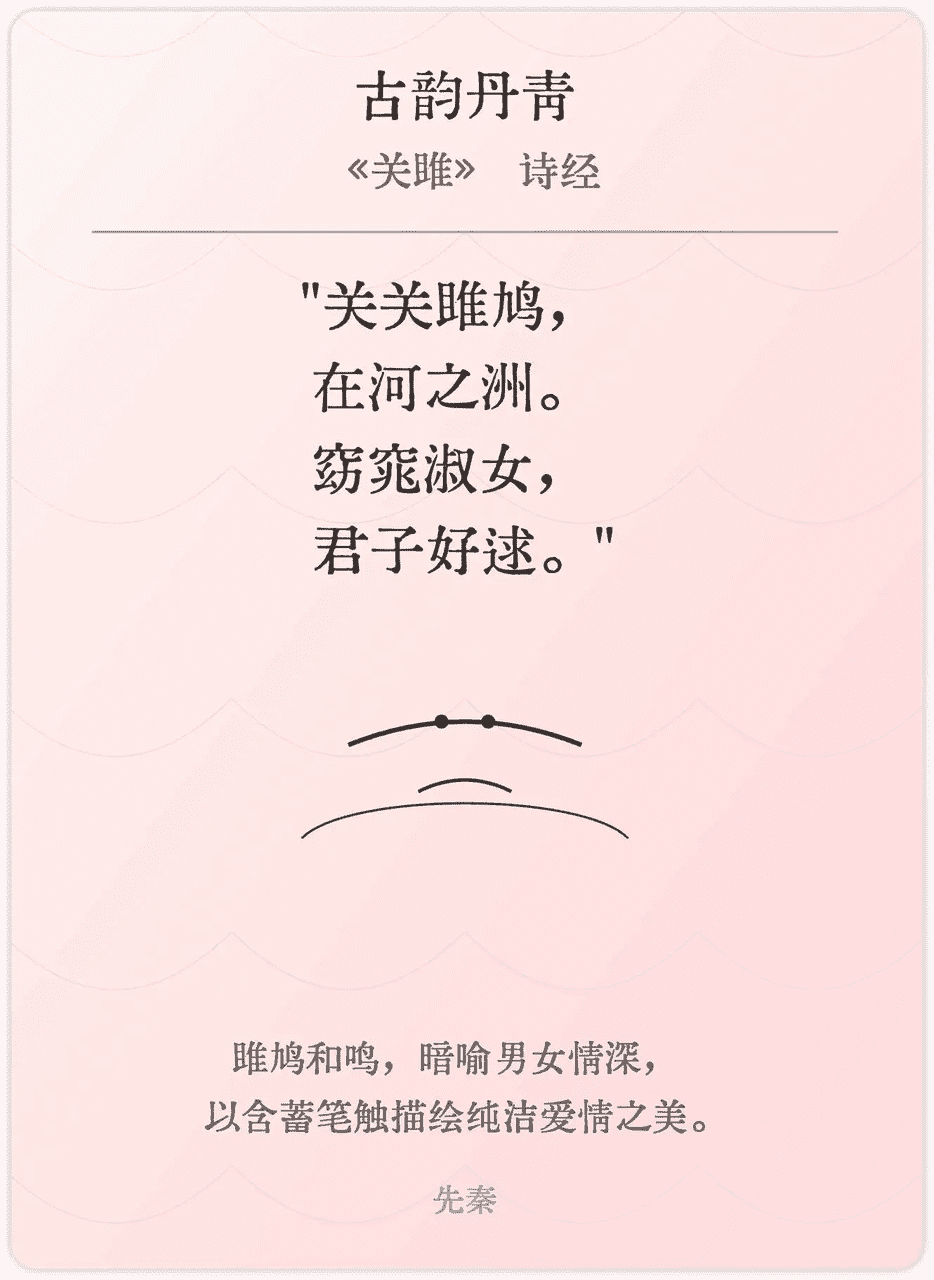 古韵丹青
《关雎》 诗经
"关关雎鸠，
在河之洲。
窈窕淑女，
君子好逑。"
雎鸠和鸣，暗喻男女情深，
以含蓄笔触描绘纯洁爱情之美。
先秦